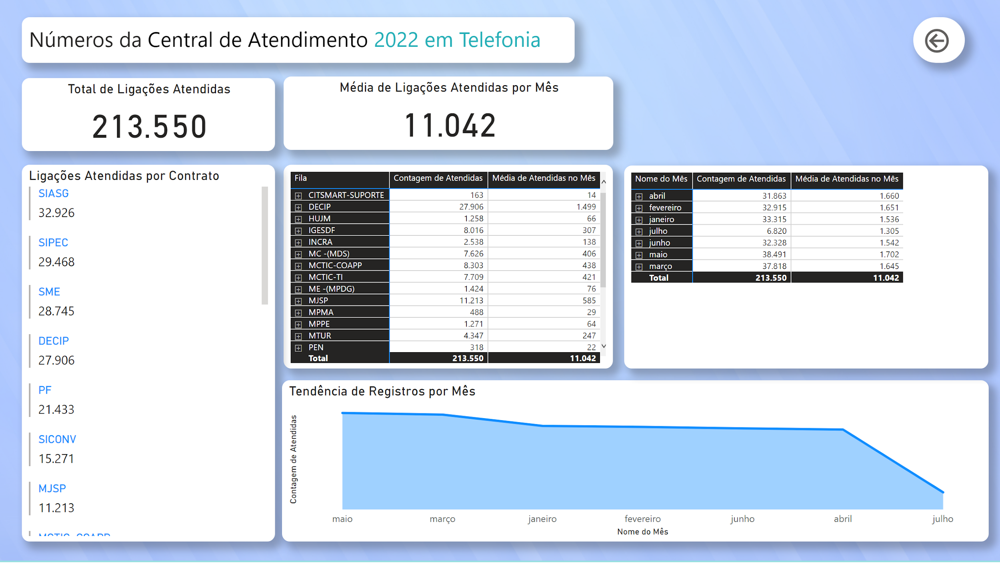 Números da Central de Atendimento 2022 em Telefonia
Total de Ligações Atendidas
213.550
Média de Ligações Atendidas por Mês
11.042
Ligações Atendidas por Contrato
SIASG
32.926
SIPEC
29.468
SME
28.745
DECIP
27.906
PF
21.433
SICONV
15.271
MJSP
11.213
MCTIC-COAPP
Fila Contagem de Atendidas Média de Atendidas no Mês
CITSMART-SUPORTE 163 14
DECIP 27.906 1.499
HUJM 1.258 66
IGESDF 8.016 307
INCRA 2.538 138
MC -(MDS) 7.626 406
MCTIC-COAPP 8.303 438
MCTIC-TI 7.709 421
ME -(MPDG) 1.424 76
MJSP 11.213 585
MPMA 488 29
MPPE 1.271 64
MTUR 4.347 247
PEN 318 22
Total 213.550 11.042
Nome do Mês Contagem de Atendidas Média de Atendidas no Mês
abril 31.863 1.660
fevereiro 32.915 1.651
janeiro 33.315 1.536
julho 6.820 1.305
junho 32.328 1.542
maio 38.491 1.702
março 37.818 1.645
Total 213.550 11.042
Tendência de Registros por Mês
Contagem de Atendidas
maio março janeiro fevereiro junho abril julho
Nome do Mês